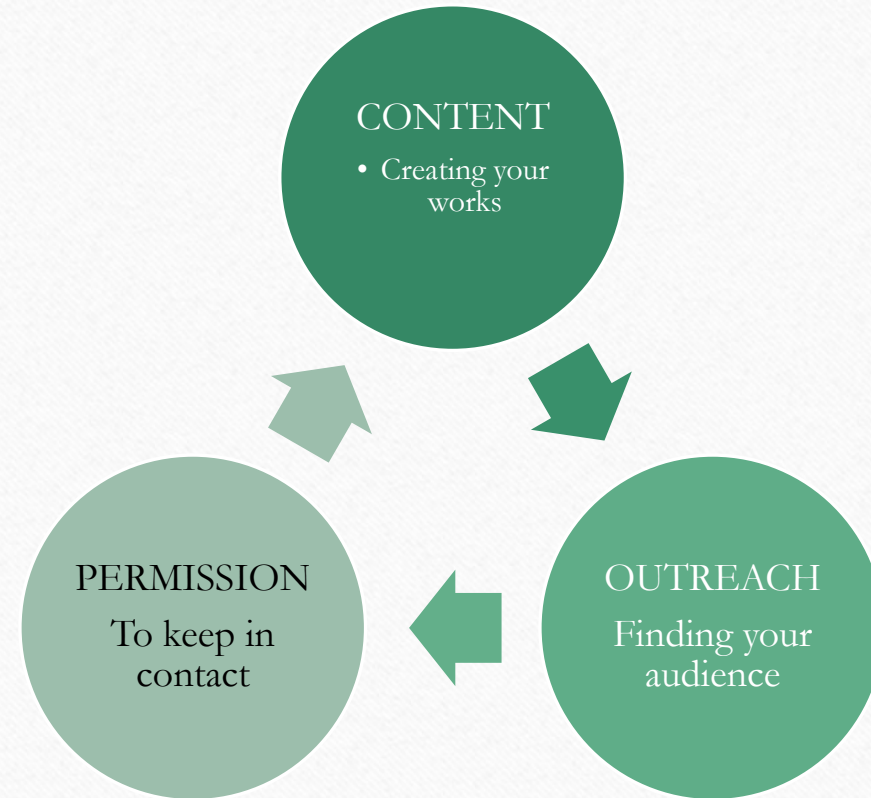 CONTENT
• Creating your
works
OUTREACH
Finding your
audience
PERMISSION
To keep in
contact